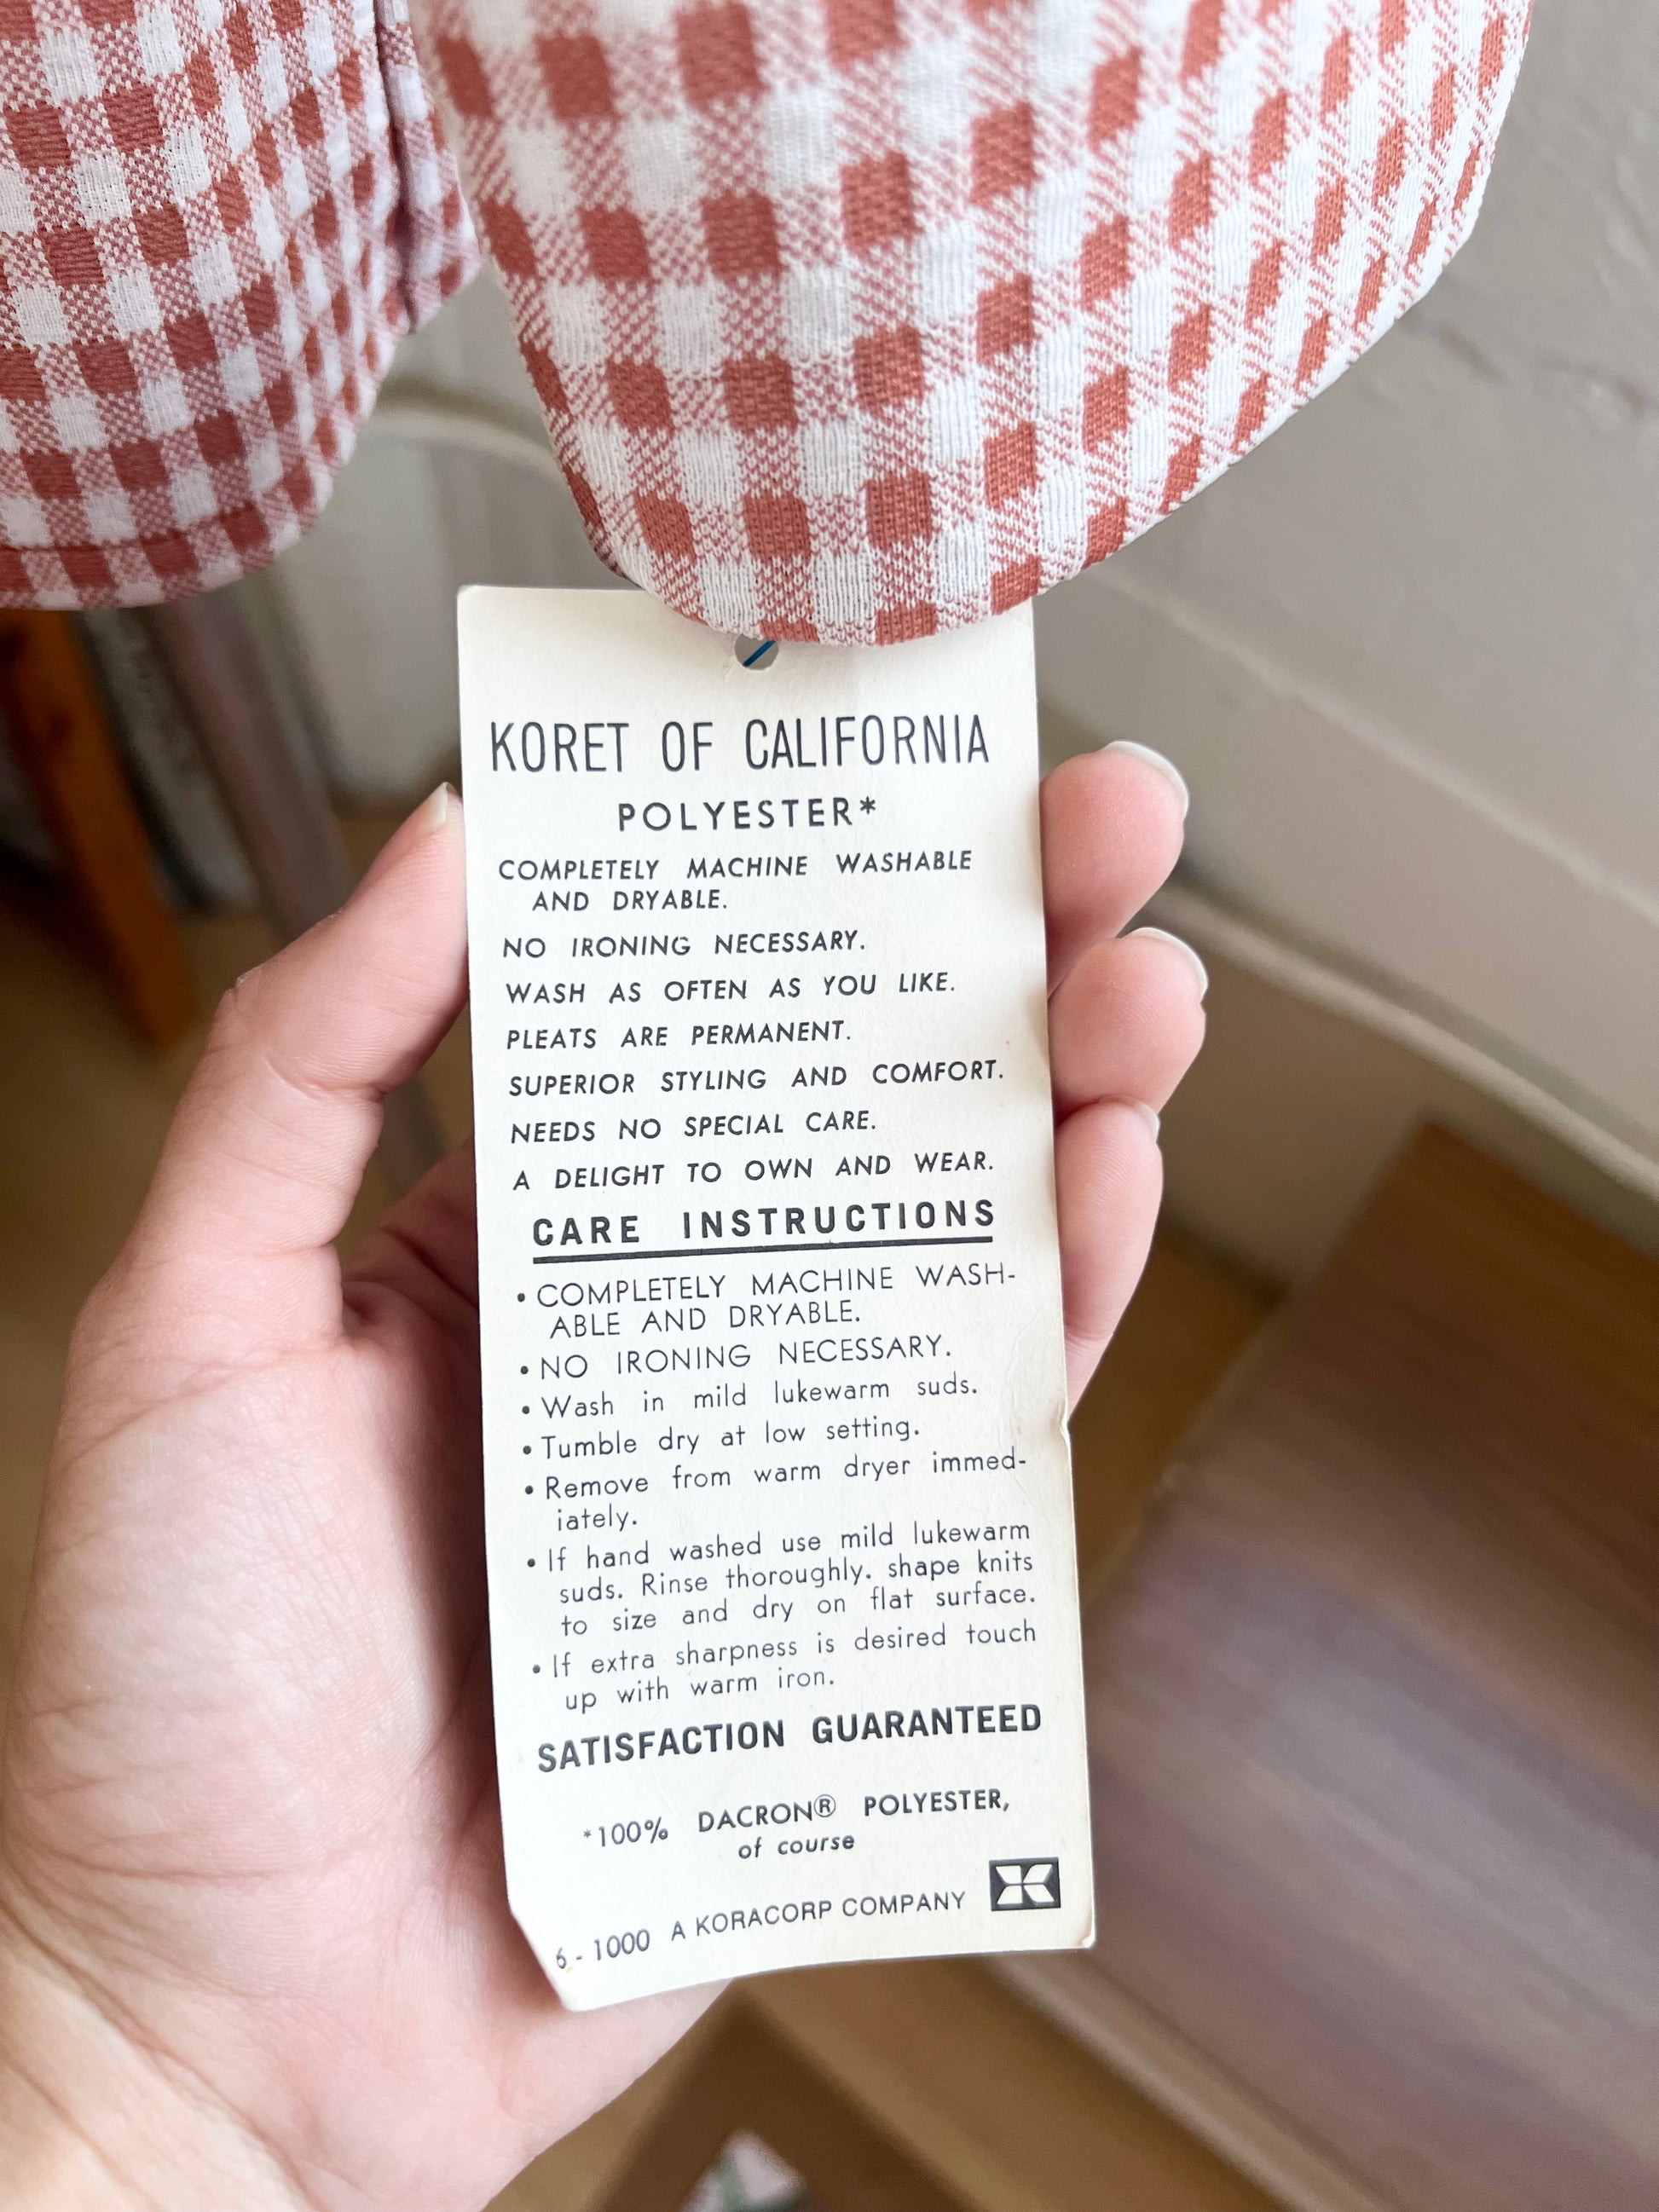 KORET OF CALIFORNIA
POLYESTER*
COMPLETELY MACHINE WASHABLE
AND DRYABLE.
NO IRONING NECESSARY.
WASH AS OFTEN AS YOU LIKE.
PLEATS ARE PERMANENT.
SUPERIOR STYLING AND COMFORT.
NEEDS NO SPECIAL CARE.
A DELIGHT TO OWN AND WEAR.
CARE INSTRUCTIONS
• COMPLETELY MACHINE WASH-
ABLE AND DRYABLE.
• NO IRONING NECESSARY.
• Wash in mild lukewarm suds.
• Tumble dry at low setting.
• Remove from warm dryer immed-
iately.
• If hand washed use mild lukewarm
suds. Rinse thoroughly. shape knits
to size and dry on flat surface.
• If extra sharpness is desired touch
up with warm iron.
SATISFACTION GUARANTEED
*100% DACRON® POLYESTER,
of course
6 - 1000 A KORACORP COMPANY